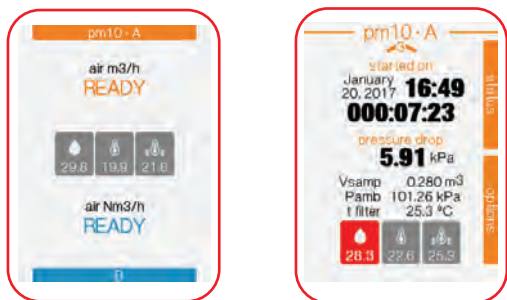 pm10 - A
air m3/h
READY
29.8 19.9 21.6
air Nm3/h
READY
B
pm10 - A
3
started on
January
20, 2017 16:49
000:07:23
pressure drop
5.91 kPa
Vsamp 0.280 m3
Pamb 101.26 kPa
t filter 25.3 °C
26.3 22.6 25.3
status
options